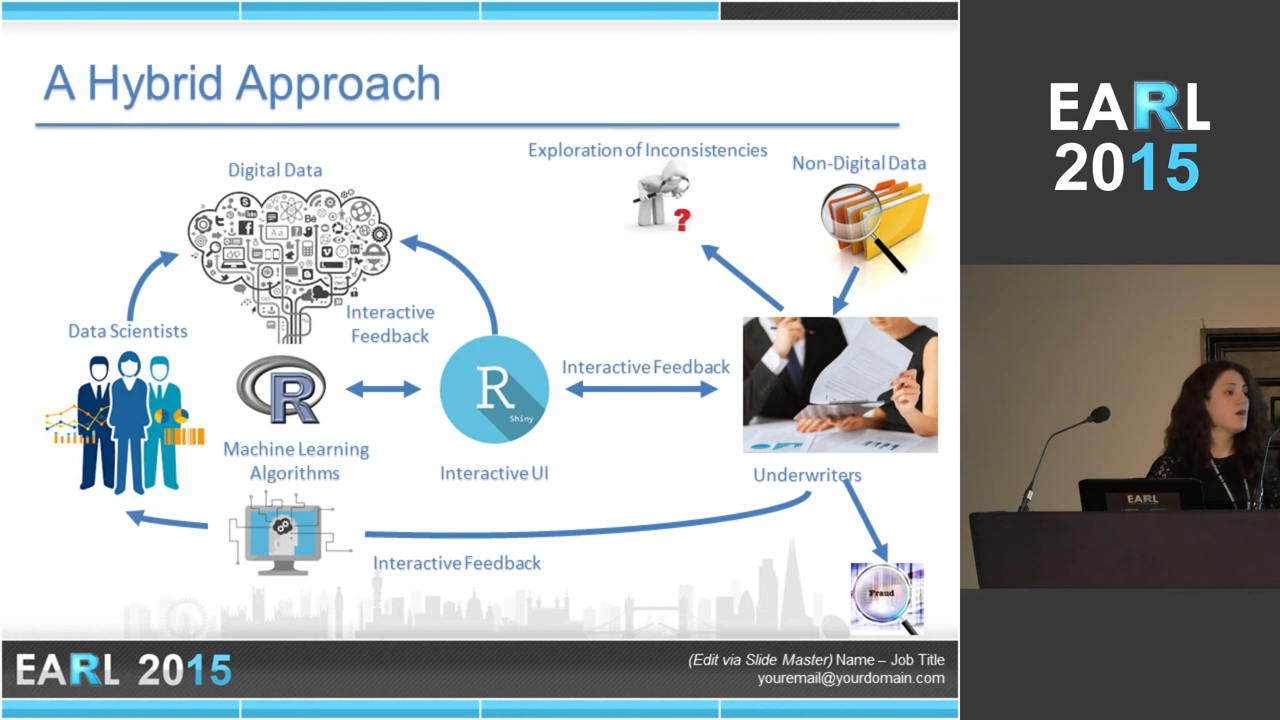 A Hybrid Approach
Digital Data
Exploration of Inconsistencies
Non-Digital Data
?
Aa
Bē
Interactive
Feedback
Data Scientists
R
R
Shiny
Interactive Feedback
Machine Learning
Algorithms
Interactive UI
Underwriters
Interactive Feedback
Fraud
EARL 2015
(Edit via Slide Master) Name – Job Title
youremail@yourdomain.com
EARL
2015
EARL